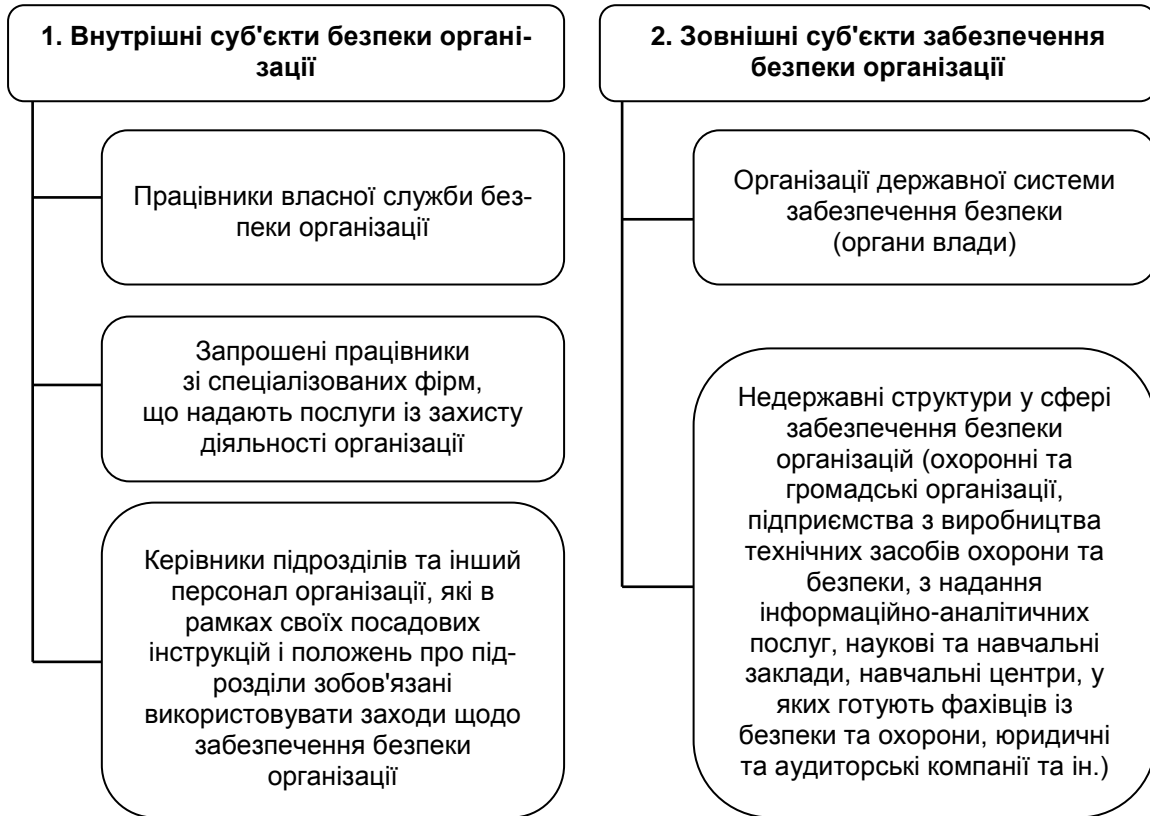 1. Внутрішні суб'єкти безпеки органі-
зації
Працівники власної служби без-
пеки організації
Запрошені працівники
зі спеціалізованих фірм,
що надають послуги із захисту
діяльності організації
Керівники підрозділів та інший
персонал організації, які в
рамках своїх посадових
інструкцій і положень про під-
розділи зобов'язані
використовувати заходи щодо
забезпечення безпеки
організації
2. Зовнішні суб'єкти забезпечення
безпеки організації
Організації державної системи
забезпечення безпеки
(органи влади)
Недержавні структури у сфері
забезпечення безпеки
організацій (охоронні та
громадські організації,
підприємства з виробництва
технічних засобів охорони та
безпеки, з надання
інформаційно-аналітичних
послуг, наукові та навчальні
заклади, навчальні центри, у
яких готують фахівців із
безпеки та охорони, юридичні
та аудиторські компанії та ін.)